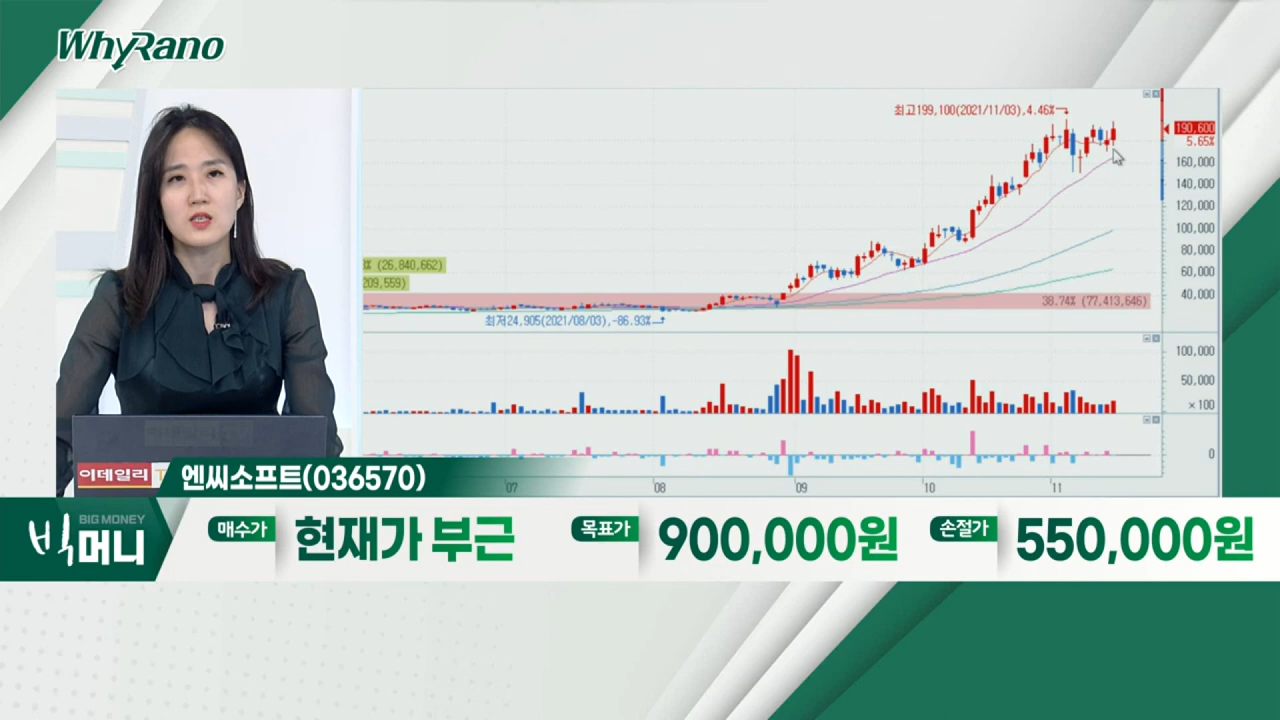 WhyRano
최고199,100(2021/11/03),4.46%→
190,600
5.65%
160,000
140,000
120,000
100,000
80,000
60,000
40,000
% (26,840,662)
209,559)
38.74% (77,413,646)
최저24,905(2021/08/03),-86.93%→
100,000
50,000
×100
0
07
08
09
10
11
이데일리 T
엔씨소프트(036570)
BIG MONEY
빅머니
매수가 현재가 부근
목표가 900,000원
손절가 550,000원